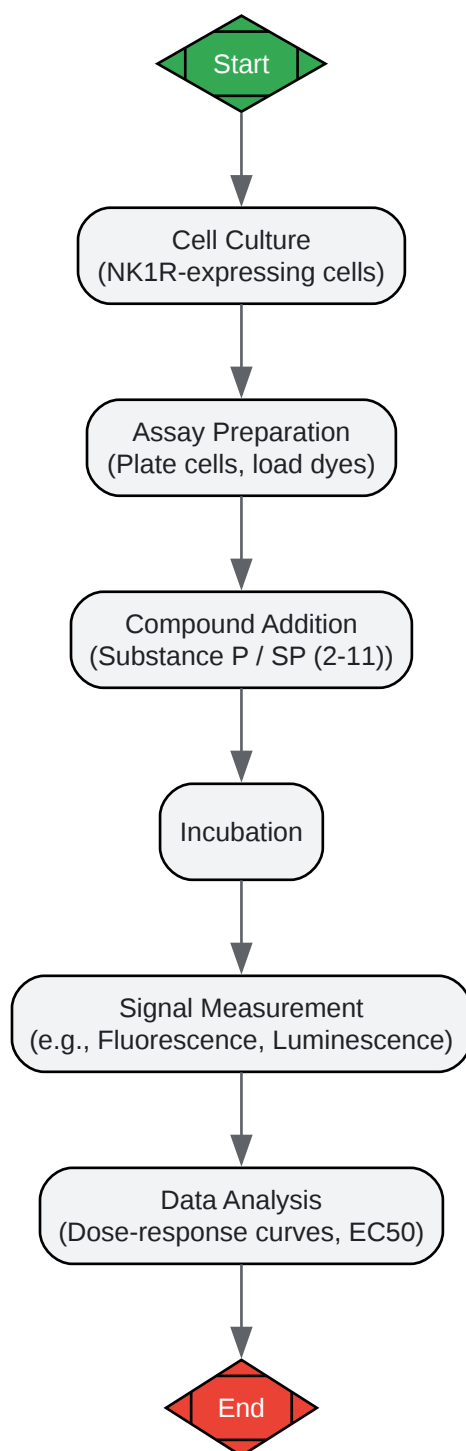 Start
Cell Culture
(NK1R-expressing cells)
Assay Preparation
(Plate cells, load dyes)
Compound Addition
(Substance P / SP (2-11))
Incubation
Signal Measurement
(e.g., Fluorescence, Luminescence)
Data Analysis
(Dose-response curves, EC50)
End